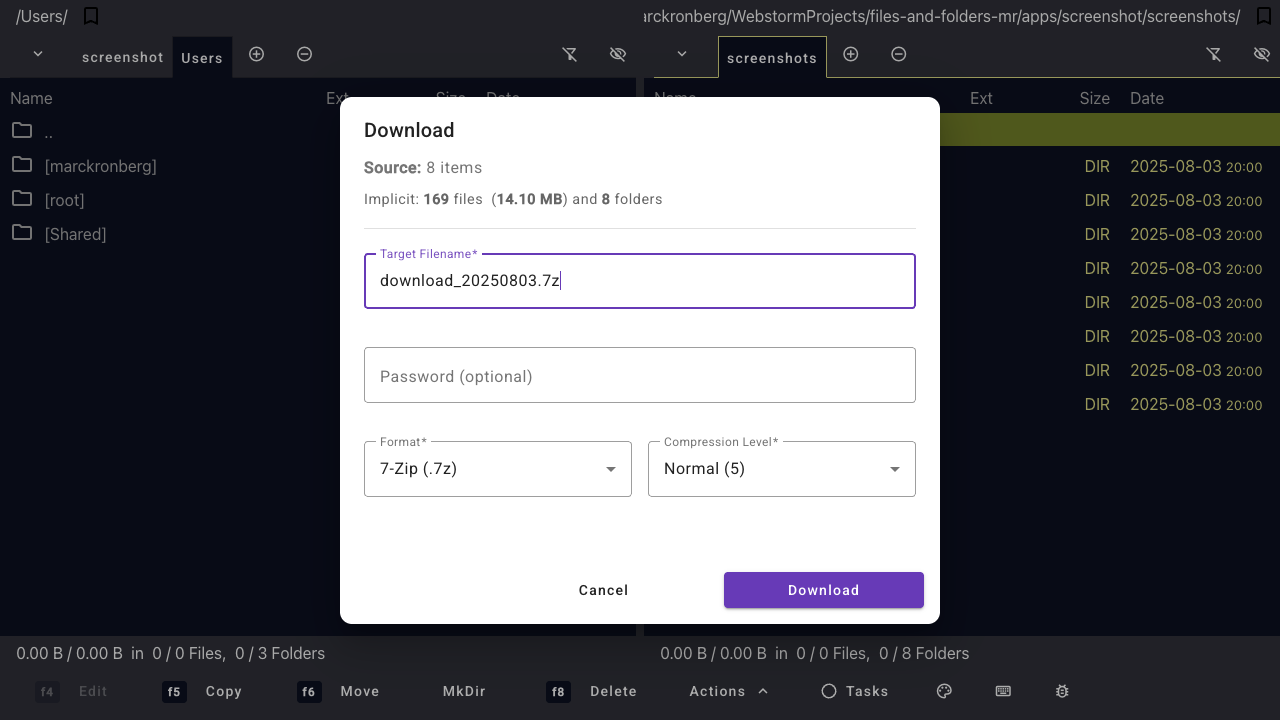 /Users/
arckronberg/WebstormProjects/files-and-folders-mr/apps/screenshot/screenshots/
screenshot Users
screenshots
Name Ext Size Date
Name Ext Size Date
..
[marckronberg]
[root]
[Shared]
DIR 2025-08-03 20:00
DIR 2025-08-03 20:00
DIR 2025-08-03 20:00
DIR 2025-08-03 20:00
DIR 2025-08-03 20:00
DIR 2025-08-03 20:00
DIR 2025-08-03 20:00
DIR 2025-08-03 20:00
Download
Source: 8 items
Implicit: 169 files (14.10 MB) and 8 folders
Target Filename*
download_20250803.7z
Password (optional)
Format* Compression Level*
7-Zip (.7z) Normal (5)
Cancel Download
0.00 B / 0.00 B in 0 / 0 Files, 0 / 3 Folders
0.00 B / 0.00 B in 0 / 0 Files, 0 / 8 Folders
f4 Edit f5 Copy f6 Move MkDir f8 Delete Actions Tasks